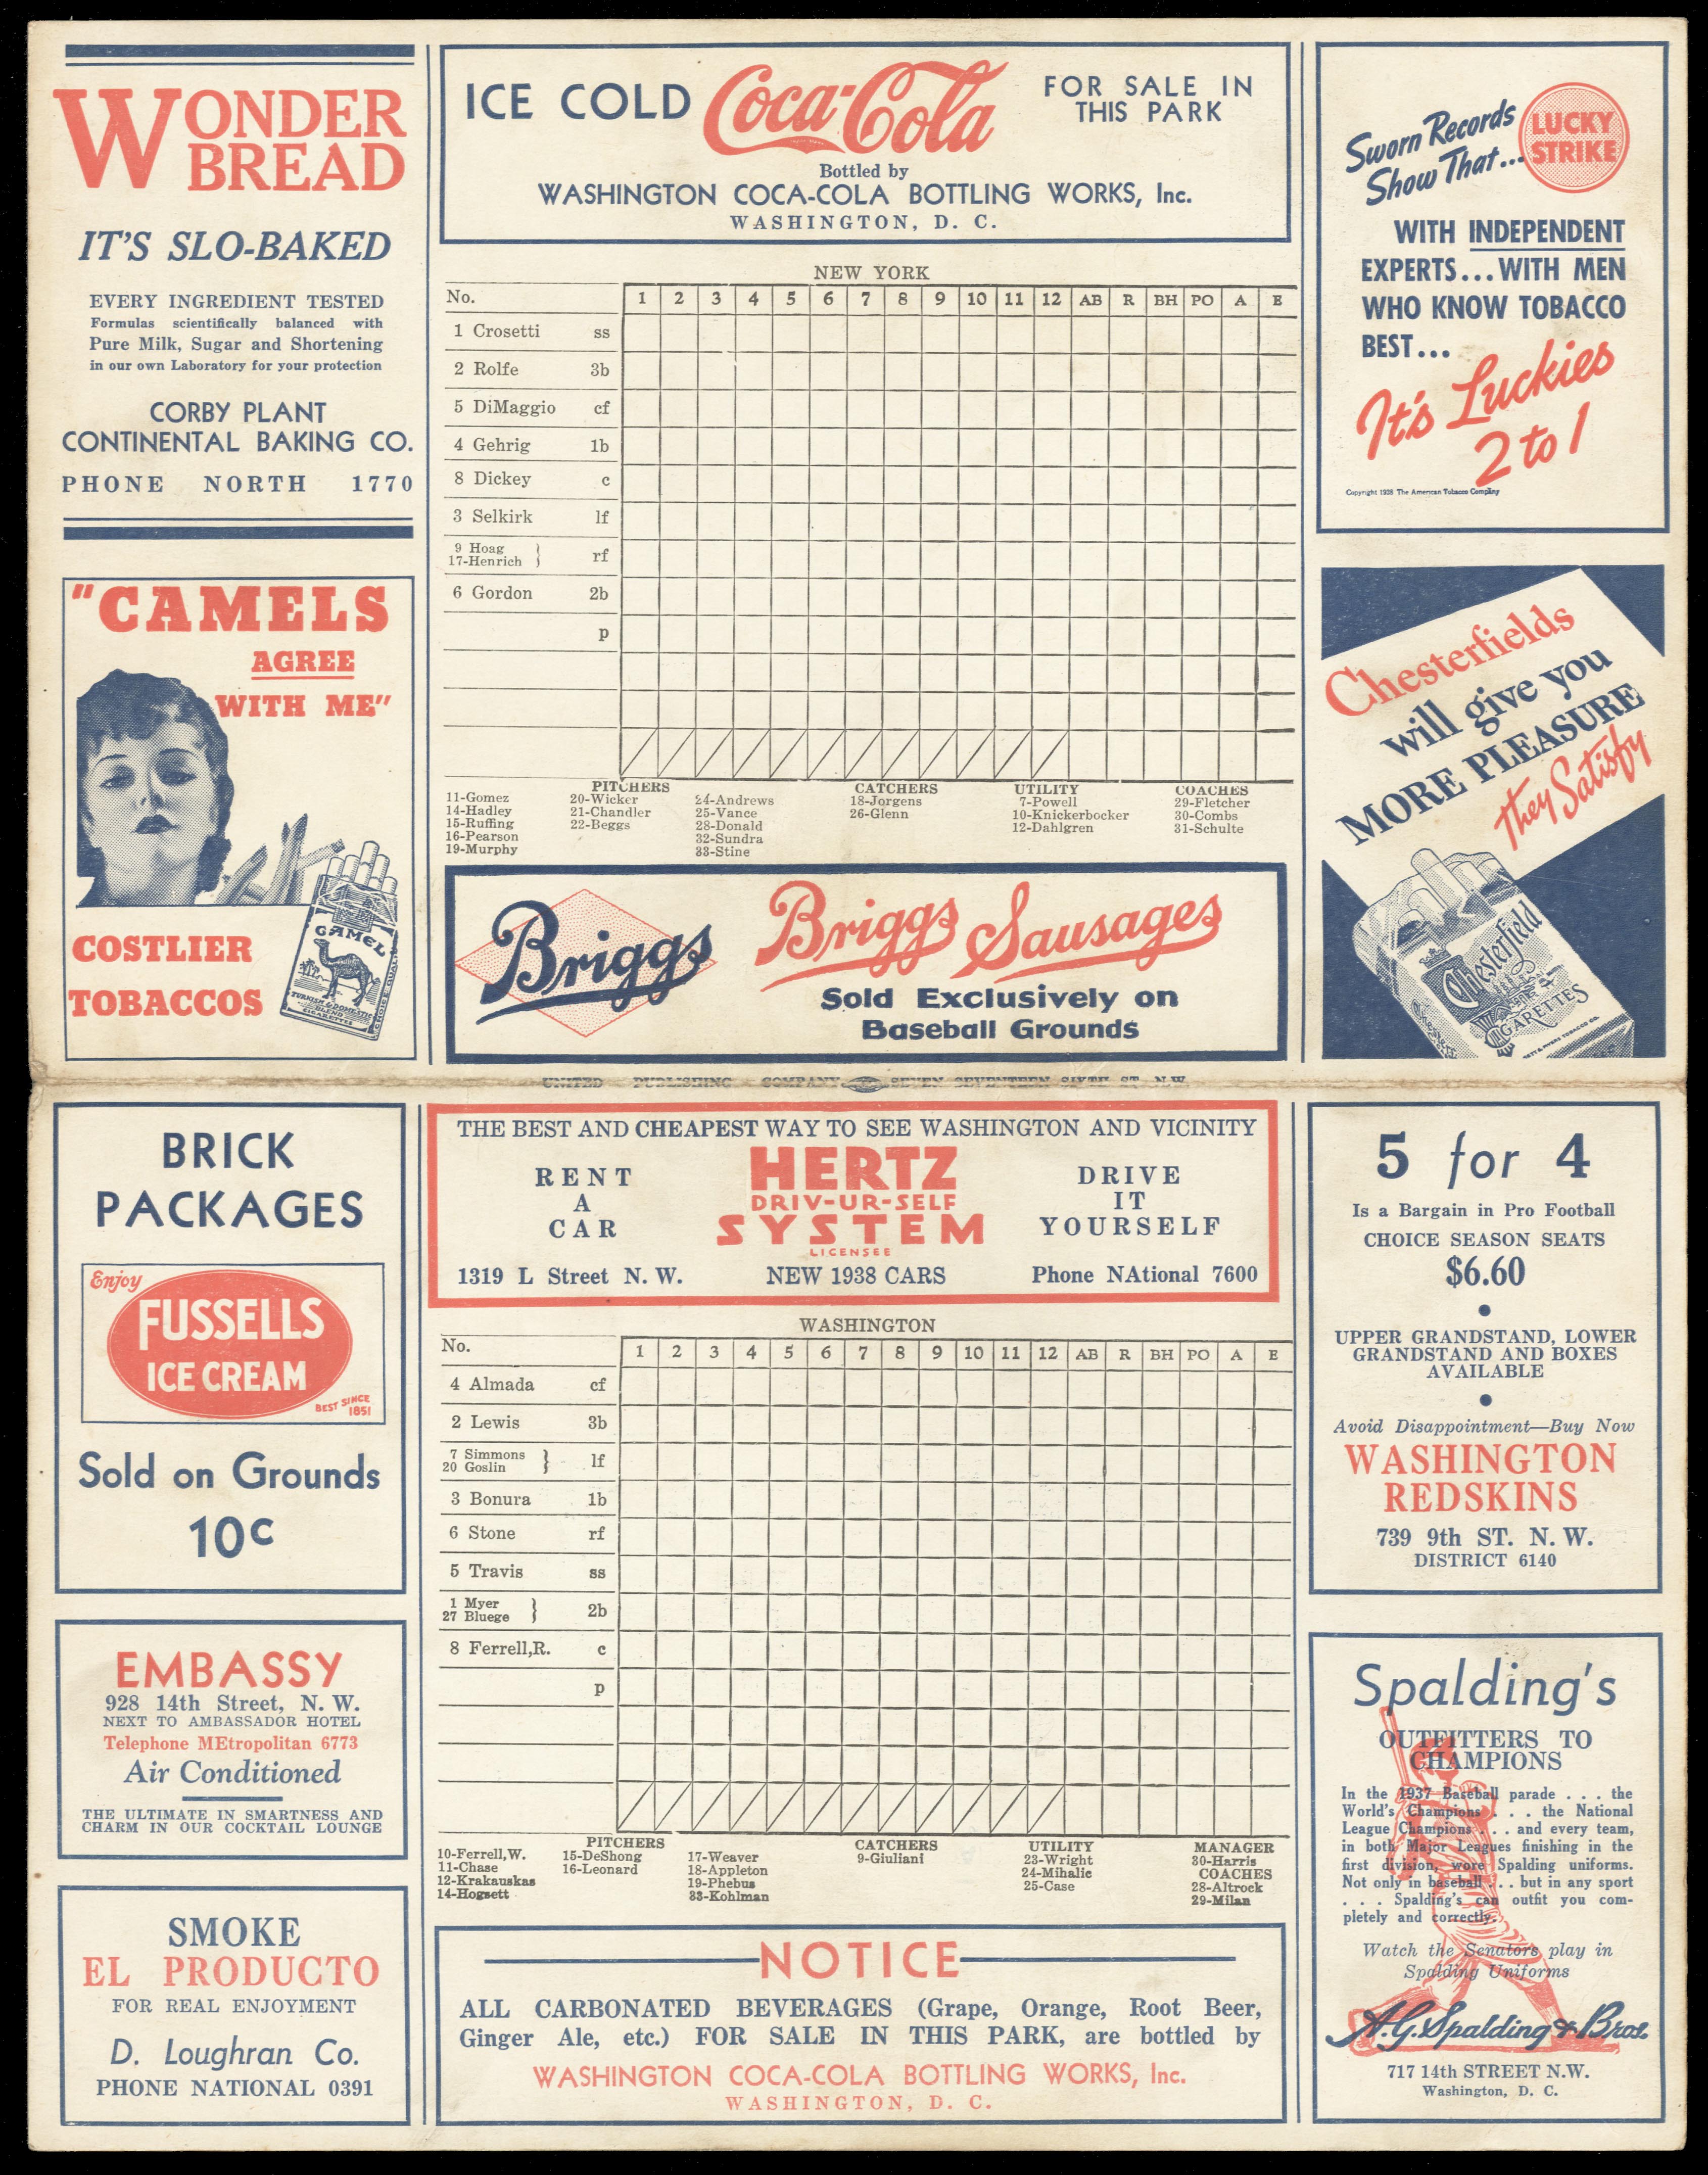 WONDER
BREAD
IT'S SLO-BAKED
EVERY INGREDIENT TESTED
Formulas scientifically balanced with
Pure Milk, Sugar and Shortening
in our own Laboratory for your protection
CORBY PLANT
CONTINENTAL BAKING CO.
PHONE NORTH 1770
"CAMELS
AGREE
WITH ME"
COSTLIER
TOBACCOS
CAMEL
TURKISH & DOMESTIC
BLEND
CIGARETTES
ICE COLD Coca-Cola FOR SALE IN
THIS PARK
Bottled by
WASHINGTON COCA-COLA BOTTLING WORKS, Inc.
WASHINGTON, D. C.
NEW YORK
No. 1 2 3 4 5 6 7 8 9 10 11 12 AB R BH PO A E
1 Crosetti ss
2 Rolfe 3b
5 DiMaggio cf
4 Gehrig 1b
8 Dickey c
3 Selkirk lf
9 Hoag
17-Henrich } rf
6 Gordon 2b
p
PITCHERS
11-Gomez
14-Hadley
15-Ruffing
16-Pearson
19-Murphy
20-Wicker
21-Chandler
22-Beggs
24-Andrews
25-Vance
28-Donald
32-Sundra
33-Stine
CATCHERS
18-Jorgens
26-Glenn
UTILITY
7-Powell
10-Knickerbocker
12-Dahlgren
COACHES
29-Fletcher
30-Combs
31-Schulte
Briggs
Briggs Sausages
Sold Exclusively on
Baseball Grounds
Sworn Records
Show That...
LUCKY
STRIKE
WITH INDEPENDENT
EXPERTS...WITH MEN
WHO KNOW TOBACCO
BEST...
It's Luckies
2 to 1
Copyright 1938 The American Tobacco Company
Chesterfields
will give you
MORE PLEASURE
they Satisfy
Chesterfield
CIGARETTES
UNITED PUBLISHING COMPANY SEVEN SEVENTEEN SIXTH ST. N.W.
BRICK
PACKAGES
Enjoy
FUSSELLS
ICE CREAM
BEST SINCE
1851
Sold on Grounds
10c
EMBASSY
928 14th Street, N. W.
NEXT TO AMBASSADOR HOTEL
Telephone MEtropolitan 6773
Air Conditioned
THE ULTIMATE IN SMARTNESS AND
CHARM IN OUR COCKTAIL LOUNGE
SMOKE
EL PRODUCTO
FOR REAL ENJOYMENT
D. Loughran Co.
PHONE NATIONAL 0391
THE BEST AND CHEAPEST WAY TO SEE WASHINGTON AND VICINITY
RENT
A
CAR
HERTZ
DRIV-UR-SELF
SYSTEM
LICENSEE
DRIVE
IT
YOURSELF
1319 L Street N. W. NEW 1938 CARS Phone NAtional 7600
WASHINGTON
No. 1 2 3 4 5 6 7 8 9 10 11 12 AB R BH PO A E
4 Almada cf
2 Lewis 3b
7 Simmons
20 Goslin } lf
3 Bonura 1b
6 Stone rf
5 Travis ss
1 Myer
27 Bluege } 2b
8 Ferrell,R. c
p
PITCHERS
10-Ferrell,W.
11-Chase
12-Krakauskas
14-Hogsett
15-DeShong
16-Leonard
17-Weaver
18-Appleton
19-Phebus
33-Kohlman
CATCHERS
9-Giuliani
UTILITY
23-Wright
24-Mihalic
25-Case
MANAGER
30-Harris
COACHES
28-Altrock
29-Milan
NOTICE
ALL CARBONATED BEVERAGES (Grape, Orange, Root Beer,
Ginger Ale, etc.) FOR SALE IN THIS PARK, are bottled by
WASHINGTON COCA-COLA BOTTLING WORKS, Inc.
WASHINGTON, D. C.
5 for 4
Is a Bargain in Pro Football
CHOICE SEASON SEATS
$6.60
UPPER GRANDSTAND, LOWER
GRANDSTAND AND BOXES
AVAILABLE
Avoid Disappointment—Buy Now
WASHINGTON
REDSKINS
739 9th ST. N. W.
DISTRICT 6140
Spalding's
OUTFITTERS TO
CHAMPIONS
In the 1937 Baseball parade . . . the
World's Champions . . . the National
League Champions . . . and every team,
in both Major Leagues finishing in the
first division, wore Spalding uniforms.
Not only in baseball . . . but in any sport
. . . Spalding's can outfit you com-
pletely and correctly.
Watch the Senators play in
Spalding Uniforms
A.G. Spalding & Bros.
717 14th STREET N.W.
Washington, D. C.